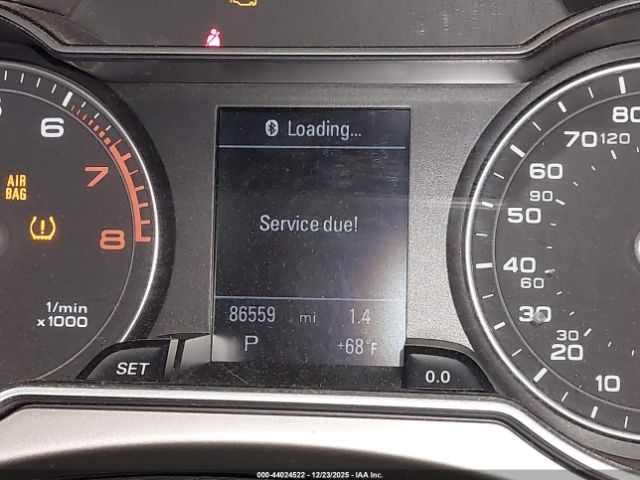 Loading...
Service due!
86559 mi 1.4
P +68°F
SET
0.0
6
7
8
1/min
x1000
AIR
BAG
80
70 120
60
90
50
40
60
30
30
20
10
000-44024522 - 12/23/2025 - IAA Inc.